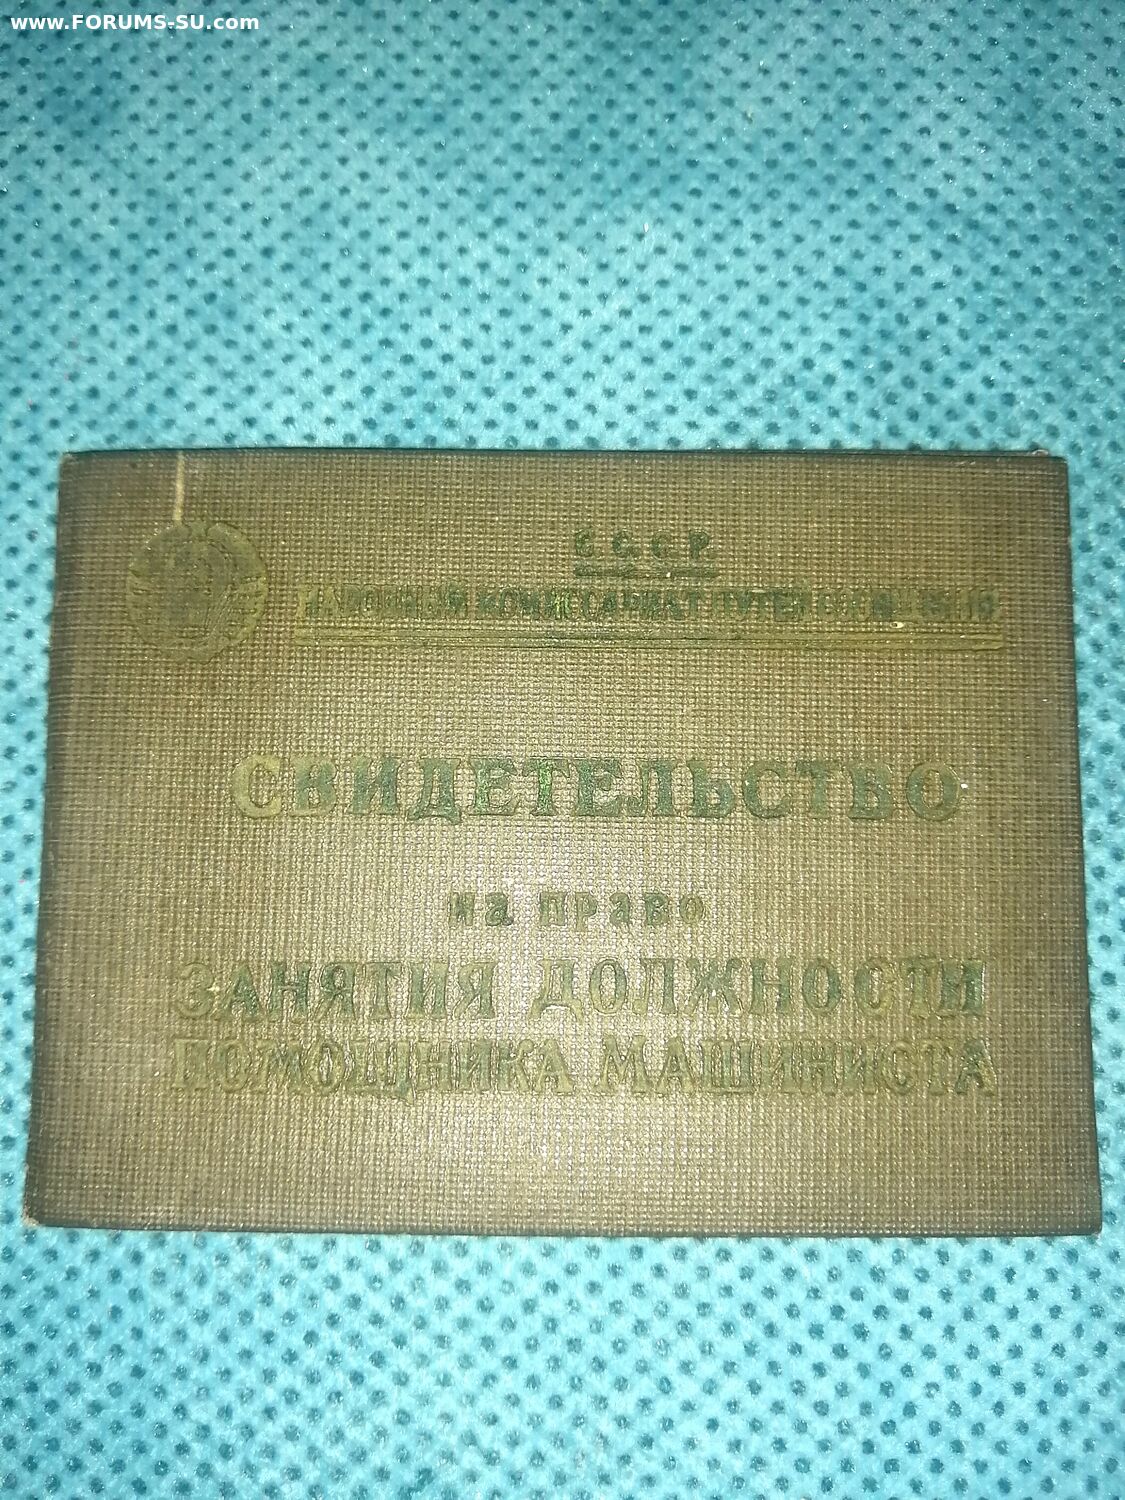 www.FORUMS-SU.com
С.С.С.Р.
НАРОДНЫЙ КОМИССАРИАТ ПУТЕЙ СООБЩЕНИЯ
СВИДЕТЕЛЬСТВО
на право
ЗАНЯТИЯ ДОЛЖНОСТИ
ПОМОЩНИКА МАШИНИСТА